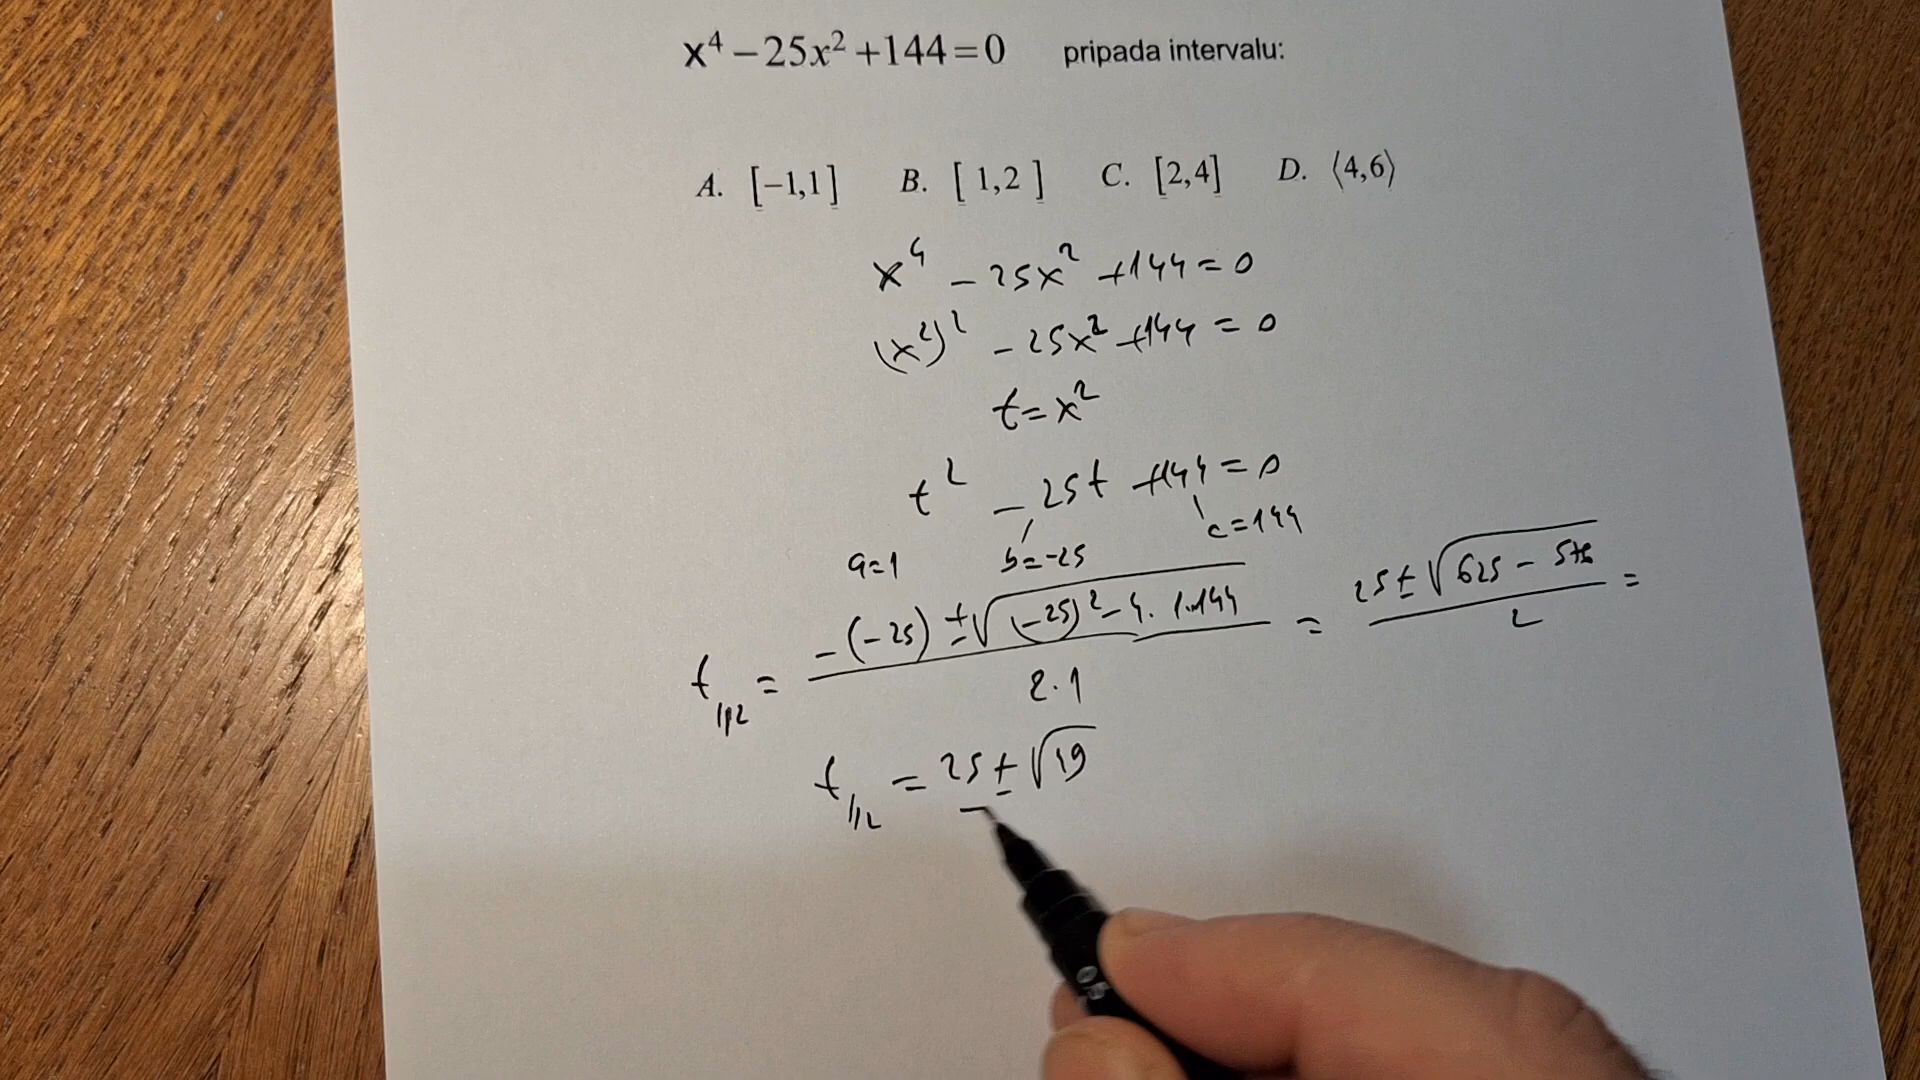 x⁴ − 25x² + 144 = 0 pripada intervalu:
A. [−1,1] B. [1,2] C. [2,4] D. ⟨4,6⟩
x⁴ − 25x² + 144 = 0
(x²)² − 25x² + 144 = 0
t = x²
t² − 25t + 144 = 0
a=1 b=-25 c=144
t₁,₂ = (−(−25) ± √((−25)² − 4·1·144)) / (2·1) = (25 ± √(625 − 576)) / 2 =
t₁,₂ = 25 ± √49